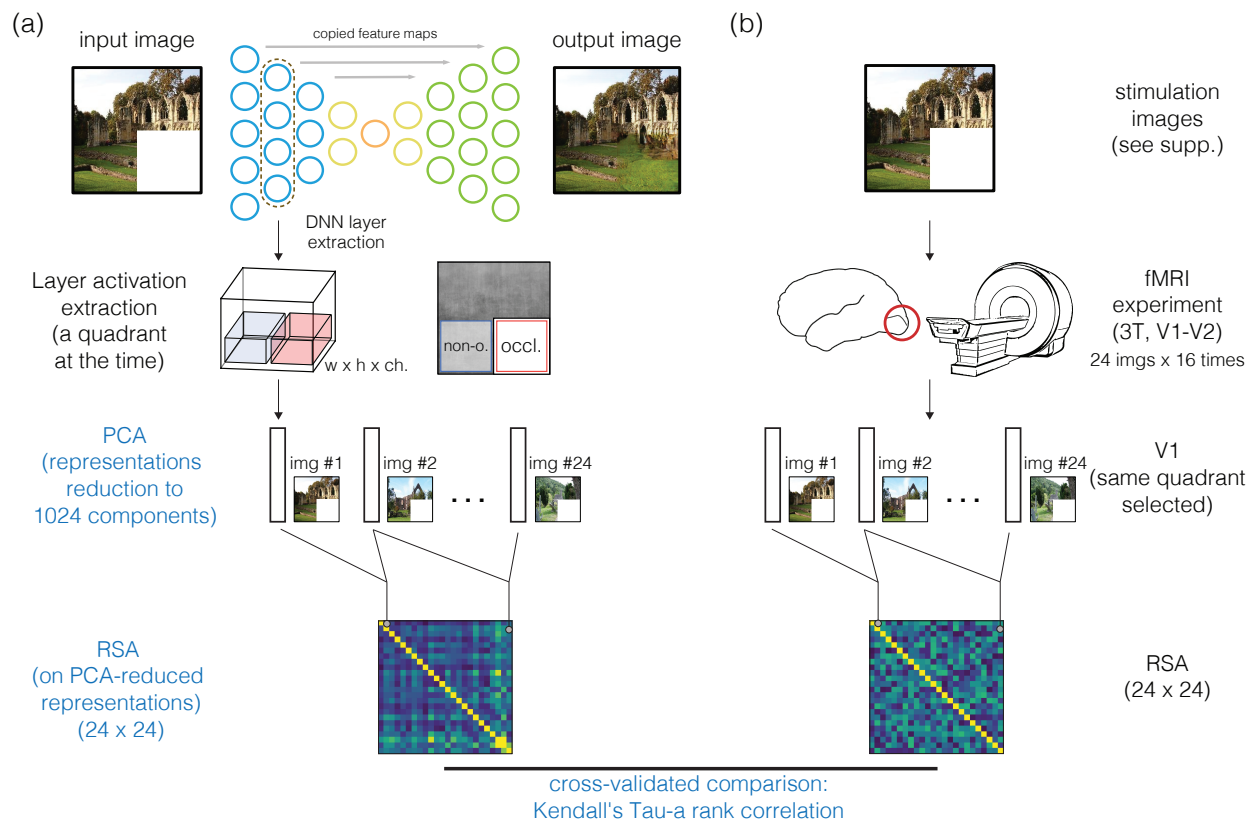 (a)
input image
copied feature maps
output image
DNN layer
extraction
Layer activation
extraction
(a quadrant
at the time)
w x h x ch.
non-o.
occl.
PCA
(representations
reduction to
1024 components)
img #1
img #2
. . .
img #24
RSA
(on PCA-reduced
representations)
(24 x 24)
(b)
stimulation
images
(see supp.)
fMRI
experiment
(3T, V1-V2)
24 imgs x 16 times
img #1
img #2
. . .
img #24
V1
(same quadrant
selected)
RSA
(24 x 24)
cross-validated comparison:
Kendall's Tau-a rank correlation